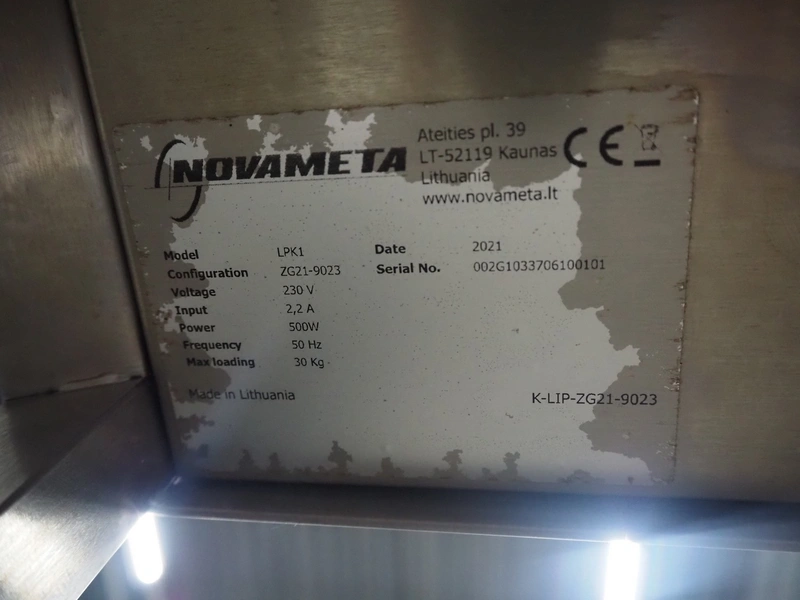 NOVAMETA
Ateities pl. 39
LT-52119 Kaunas
Lithuania
www.novameta.lt
CE
Model LPK1
Configuration ZG21-9023
Voltage 230 V
Input 2,2 A
Power 500W
Frequency 50 Hz
Max loading 30 Kg
Date 2021
Serial No. 002G1033706100101
Made in Lithuania
K-LIP-ZG21-9023